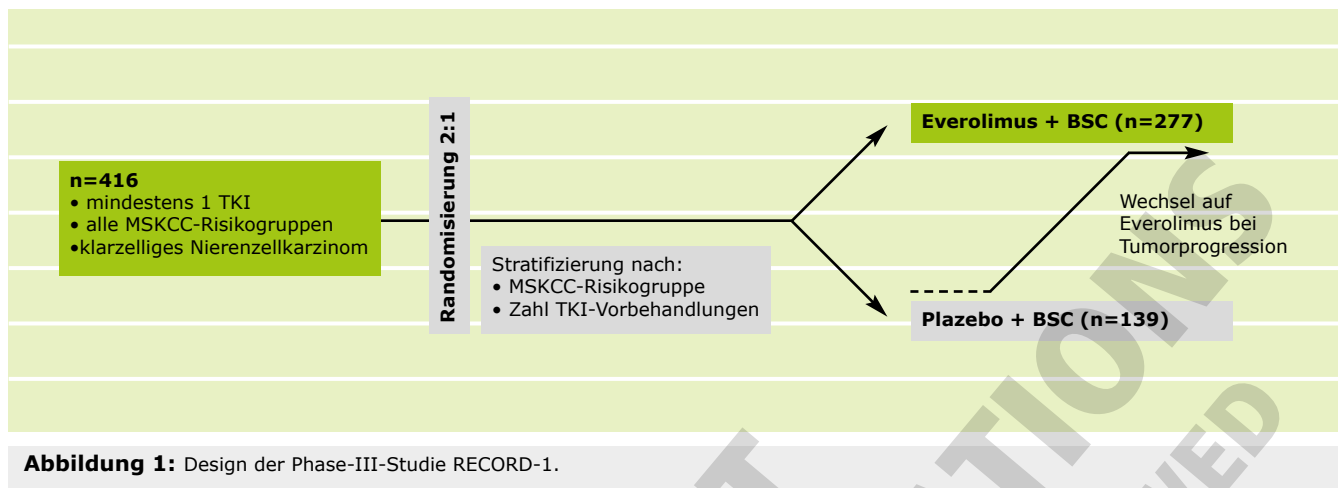 n=416
• mindestens 1 TKI
• alle MSKCC-Risikogruppen
•klarzelliges Nierenzellkarzinom
Randomisierung 2:1
Stratifizierung nach:
• MSKCC-Risikogruppe
• Zahl TKI-Vorbehandlungen
Everolimus + BSC (n=277)
Wechsel auf
Everolimus bei
Tumorprogression
Plazebo + BSC (n=139)
Abbildung 1: Design der Phase-III-Studie RECORD-1.